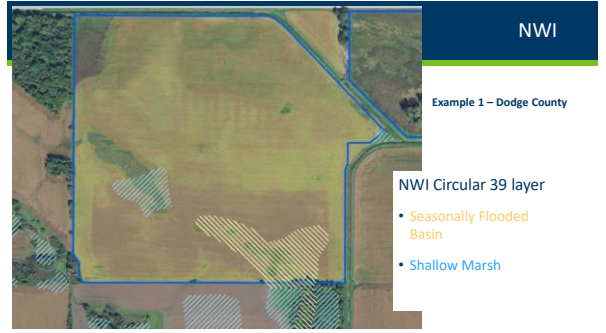 NWI
Example 1 – Dodge County
NWI Circular 39 layer
• Seasonally Flooded
Basin
• Shallow Marsh